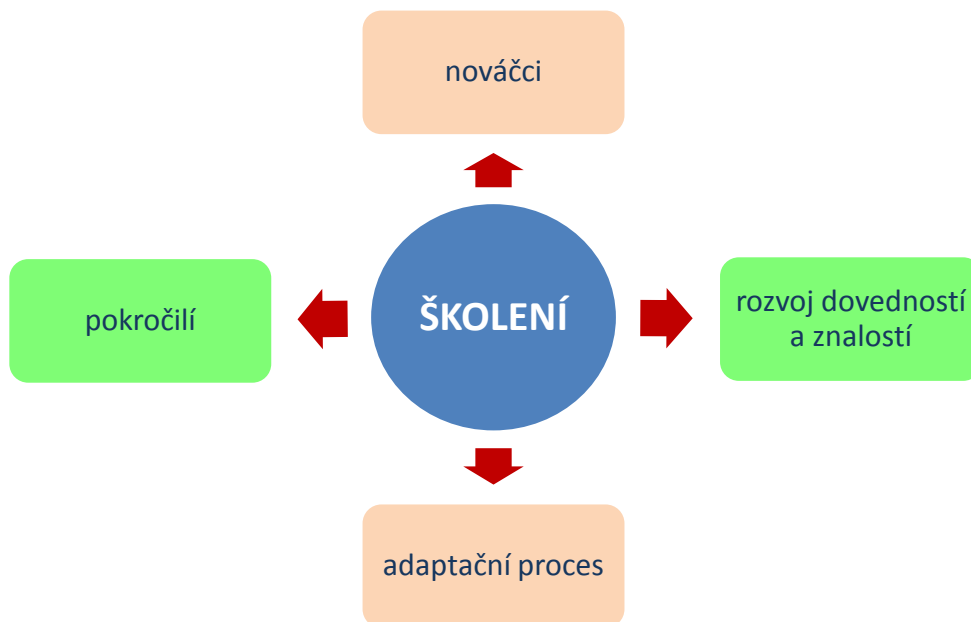 nováčci
pokročilí
ŠKOLENÍ
rozvoj dovedností
a znalostí
adaptační proces